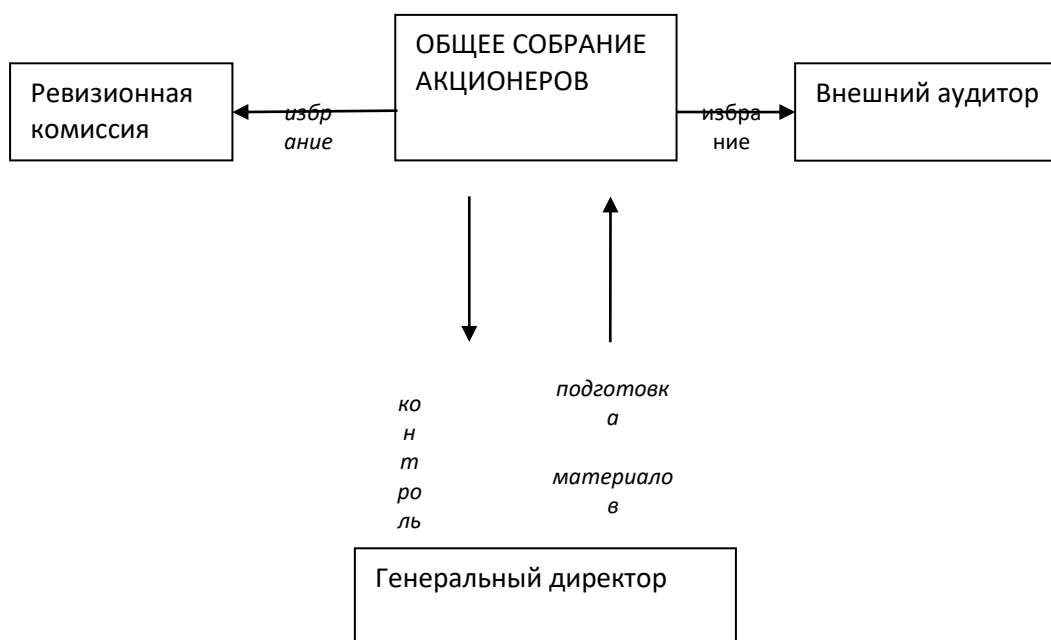 ОБЩЕЕ СОБРАНИЕ
АКЦИОНЕРОВ
Ревизионная
комиссия
избр
ание
избра
ние
Внешний аудитор
ко
н
т
ро
ль
подготовк
а
материало
в
Генеральный директор